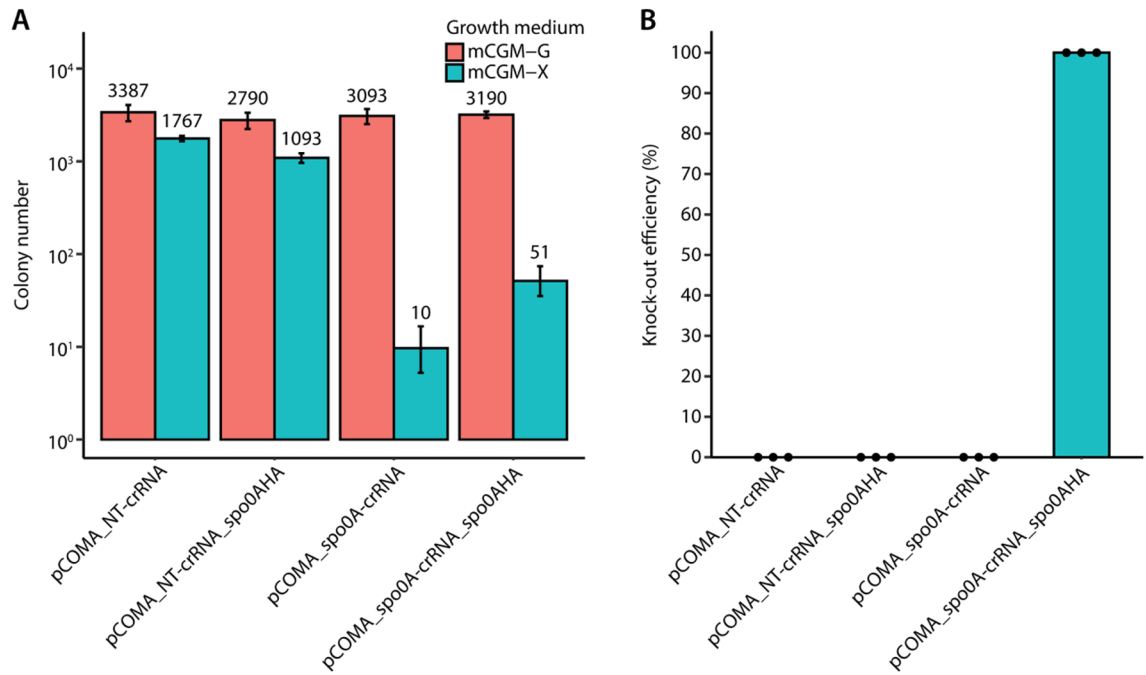 A
Growth medium
mCGM–G
mCGM–X
Colony number
10⁴
10³
10²
10¹
10⁰
3387
1767
2790
1093
3093
10
3190
51
pCOMA_NT-crRNA
pCOMA_NT-crRNA_spo0AHA
pCOMA_spo0A-crRNA
pCOMA_spo0A-crRNA_spo0AHA
B
Knock-out efficiency (%)
100
90
80
70
60
50
40
30
20
10
0
pCOMA_NT-crRNA
pCOMA_NT-crRNA_spo0AHA
pCOMA_spo0A-crRNA
pCOMA_spo0A-crRNA_spo0AHA